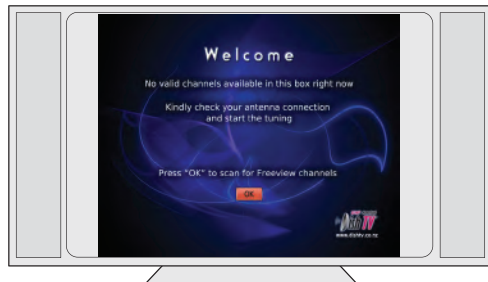 Welcome
No valid channels available in this box right now
Kindly check your antenna connection
and start the tuning
Press "OK" to scan for Freeview channels
OK
DishTV
www.dishtv.co.nz